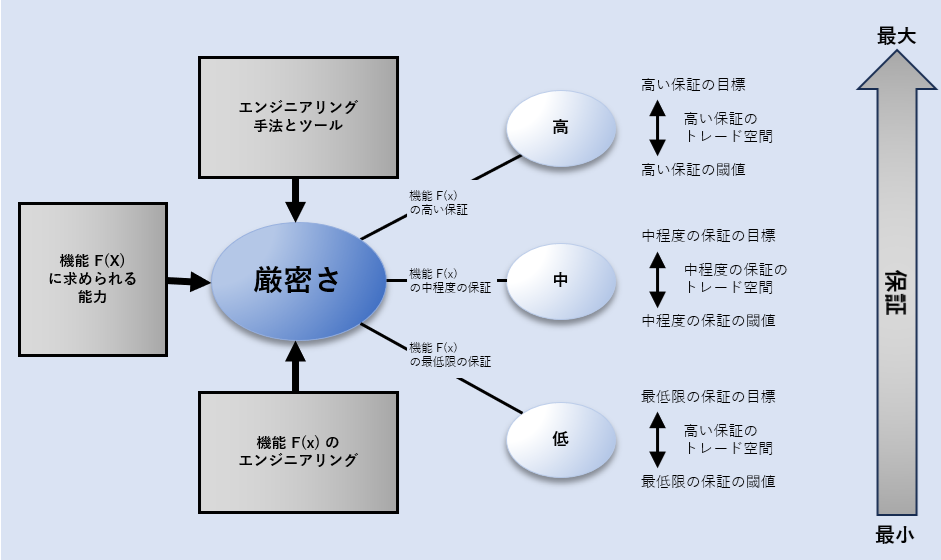 最大
エンジニアリング
手法とツール
高
高い保証の目標
高い保証の
トレード空間
高い保証の閾値
機能 F(x)
の高い保証
機能 F(X)
に求められる
能力
厳密さ
機能 F(x)
の中程度の保証
中
中程度の保証の目標
中程度の保証の
トレード空間
中程度の保証の閾値
保証
機能 F(x)
の最低限の保証
機能 F(x) の
エンジニアリング
低
最低限の保証の目標
高い保証の
トレード空間
最低限の保証の閾値
最小